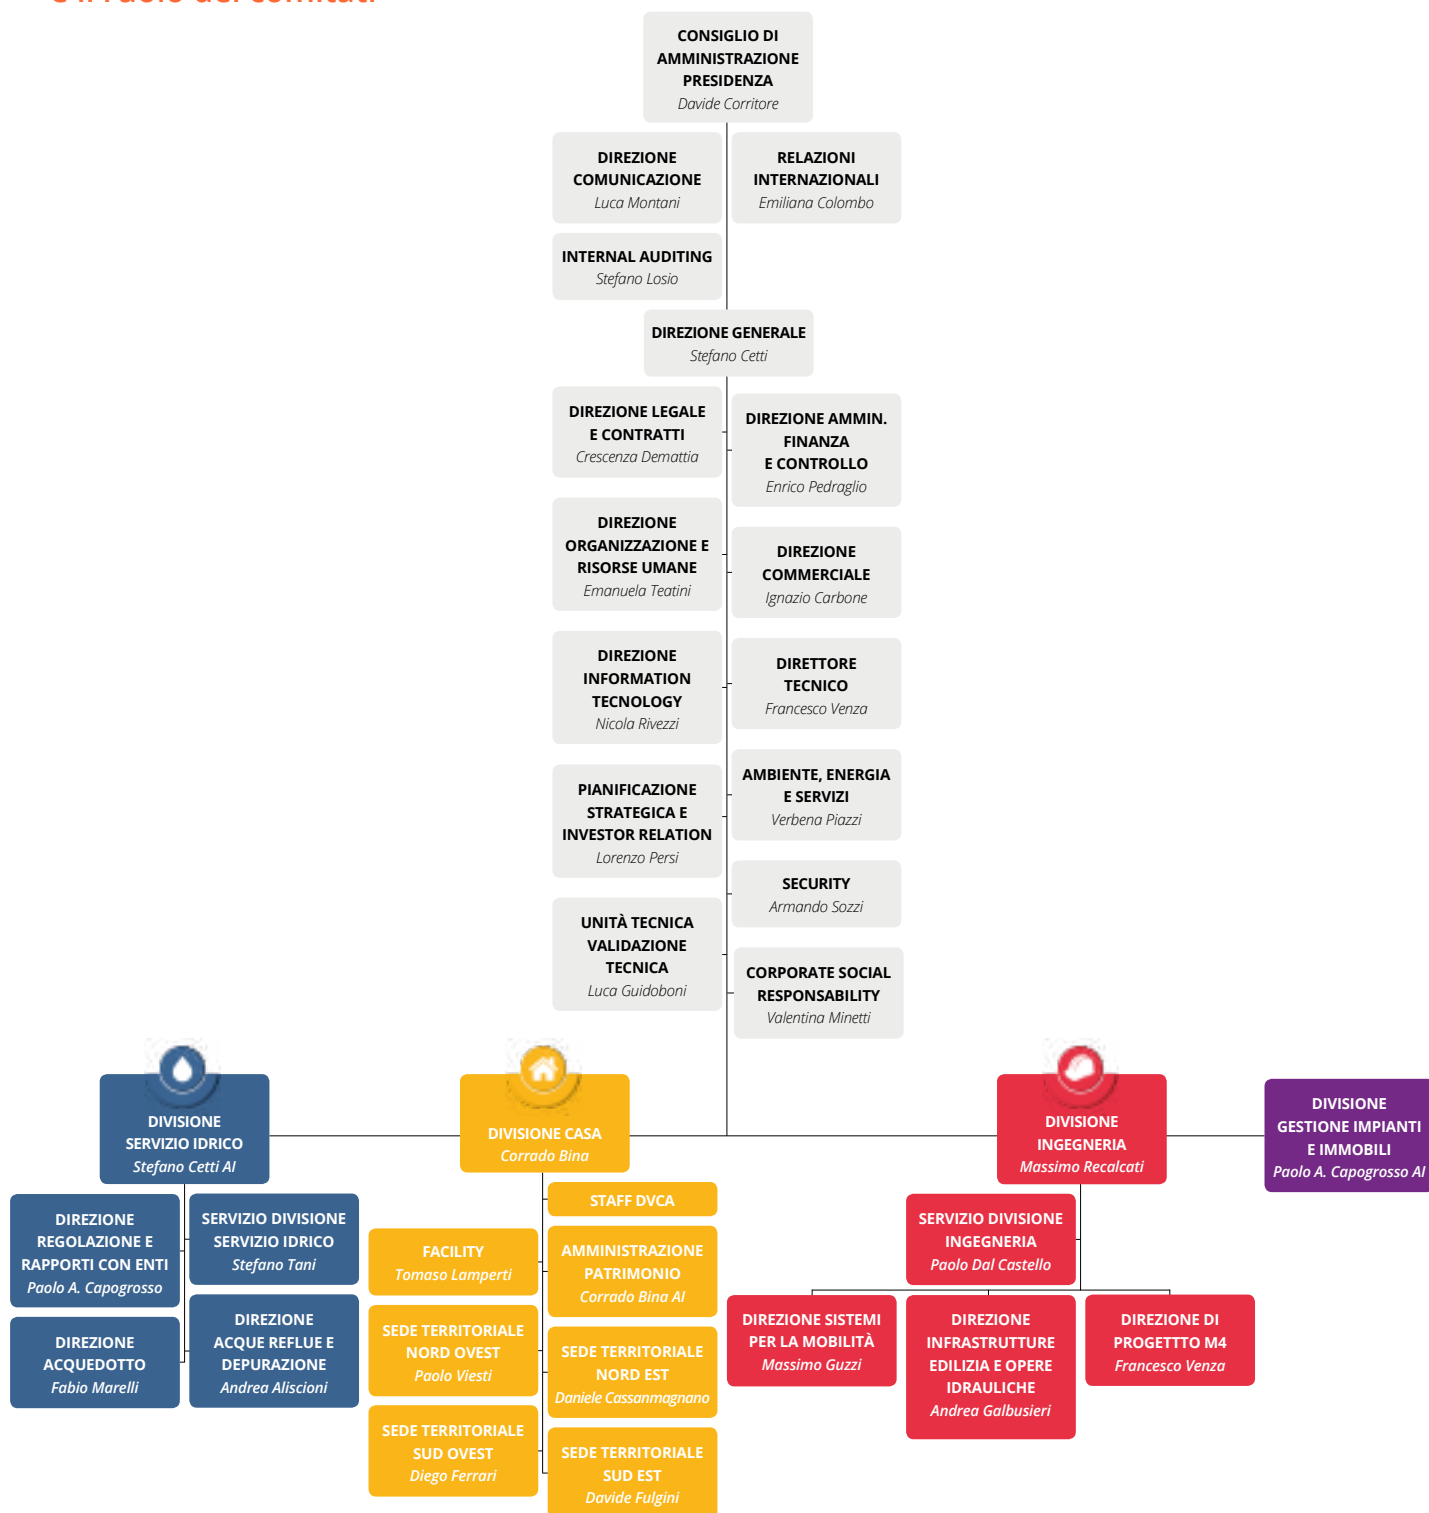 e il ruolo dei comitati
CONSIGLIO DI
AMMINISTRAZIONE
PRESIDENZA
Davide Corritore
DIREZIONE
COMUNICAZIONE
Luca Montani
RELAZIONI
INTERNAZIONALI
Emiliana Colombo
INTERNAL AUDITING
Stefano Losio
DIREZIONE GENERALE
Stefano Cetti
DIREZIONE LEGALE
E CONTRATTI
Crescenza Demattia
DIREZIONE AMMIN.
FINANZA
E CONTROLLO
Enrico Pedraglio
DIREZIONE
ORGANIZZAZIONE E
RISORSE UMANE
Emanuela Teatini
DIREZIONE
COMMERCIALE
Ignazio Carbone
DIREZIONE
INFORMATION
TECNOLOGY
Nicola Rivezzi
DIRETTORE
TECNICO
Francesco Venza
PIANIFICAZIONE
STRATEGICA E
INVESTOR RELATION
Lorenzo Persi
AMBIENTE, ENERGIA
E SERVIZI
Verbena Piazzi
SECURITY
Armando Sozzi
UNITÀ TECNICA
VALIDAZIONE
TECNICA
Luca Guidoboni
CORPORATE SOCIAL
RESPONSABILITY
Valentina Minetti
DIVISIONE
SERVIZIO IDRICO
Stefano Cetti AI
DIREZIONE
REGOLAZIONE E
RAPPORTI CON ENTI
Paolo A. Capogrosso
SERVIZIO DIVISIONE
SERVIZIO IDRICO
Stefano Tani
DIREZIONE
ACQUEDOTTO
Fabio Marelli
DIREZIONE
ACQUE REFLUE E
DEPURAZIONE
Andrea Aliscioni
DIVISIONE CASA
Corrado Bina
STAFF DVCA
FACILITY
Tomaso Lamperti
AMMINISTRAZIONE
PATRIMONIO
Corrado Bina AI
SEDE TERRITORIALE
NORD OVEST
Paolo Viesti
SEDE TERRITORIALE
NORD EST
Daniele Cassanmagnano
SEDE TERRITORIALE
SUD OVEST
Diego Ferrari
SEDE TERRITORIALE
SUD EST
Davide Fulgini
DIVISIONE
INGEGNERIA
Massimo Recalcati
SERVIZIO DIVISIONE
INGEGNERIA
Paolo Dal Castello
DIREZIONE SISTEMI
PER LA MOBILITÀ
Massimo Guzzi
DIREZIONE
INFRASTRUTTURE
EDILIZIA E OPERE
IDRAULICHE
Andrea Galbusieri
DIREZIONE DI
PROGETTTO M4
Francesco Venza
DIVISIONE
GESTIONE IMPIANTI
E IMMOBILI
Paolo A. Capogrosso AI